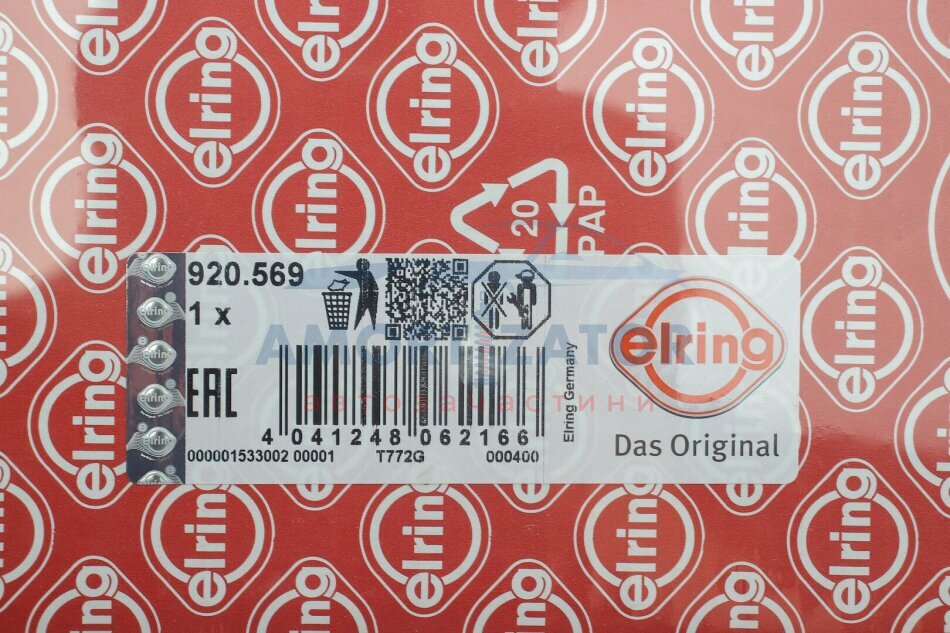 20
PAP
elring
920.569
1 x
AMORTIZATOR
автозапчастини
EAC
4 041248 062166
000001533002 00001 T772G 000400
Elring Germany
elring
Das Original